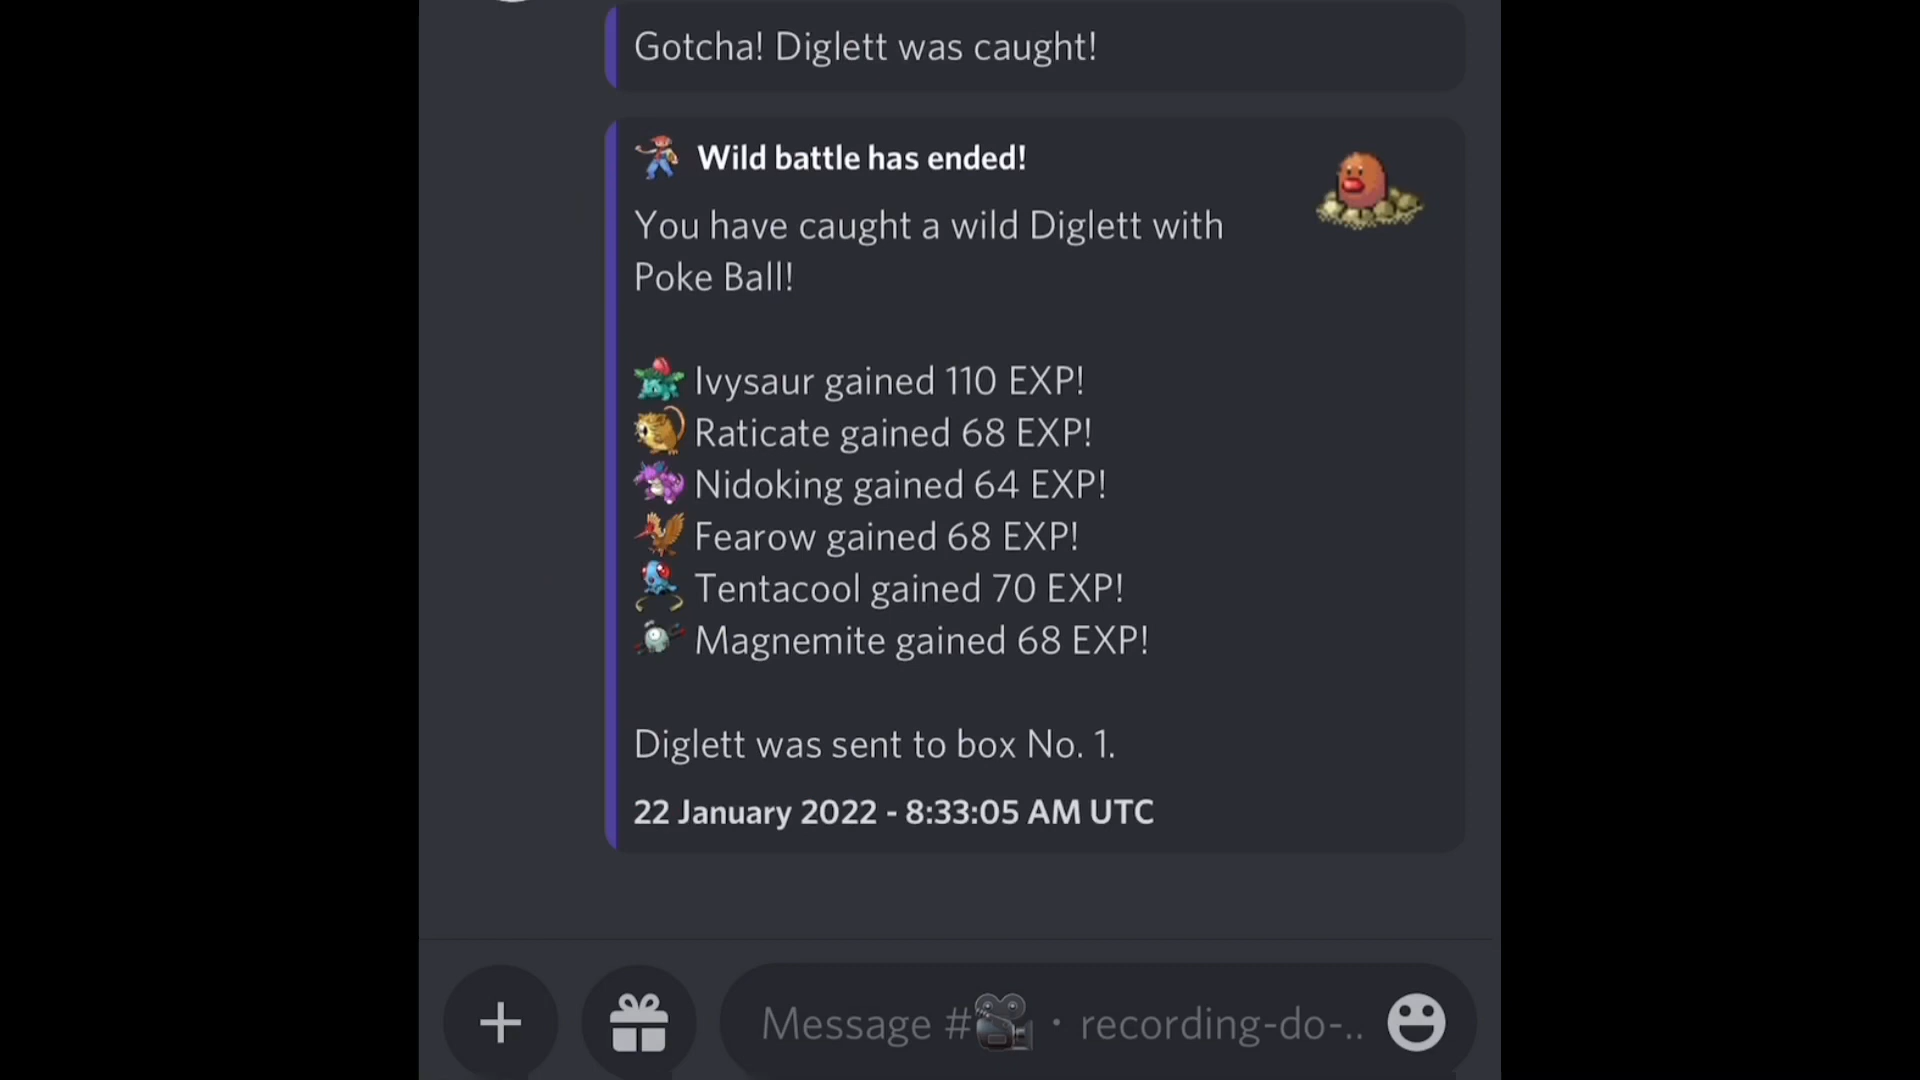 Gotcha! Diglett was caught!
Wild battle has ended!
You have caught a wild Diglett with
Poke Ball!
Ivysaur gained 110 EXP!
Raticate gained 68 EXP!
Nidoking gained 64 EXP!
Fearow gained 68 EXP!
Tentacool gained 70 EXP!
Magnemite gained 68 EXP!
Diglett was sent to box No. 1.
22 January 2022 - 8:33:05 AM UTC
Message #🎥 · recording-do-..